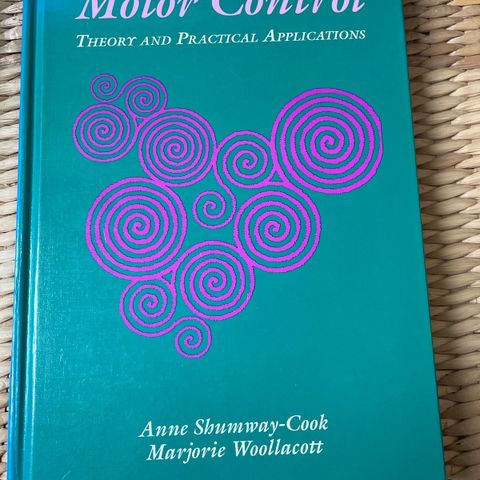 Motor Control
THEORY AND PRACTICAL APPLICATIONS
Anne Shumway-Cook
Marjorie Woollacott